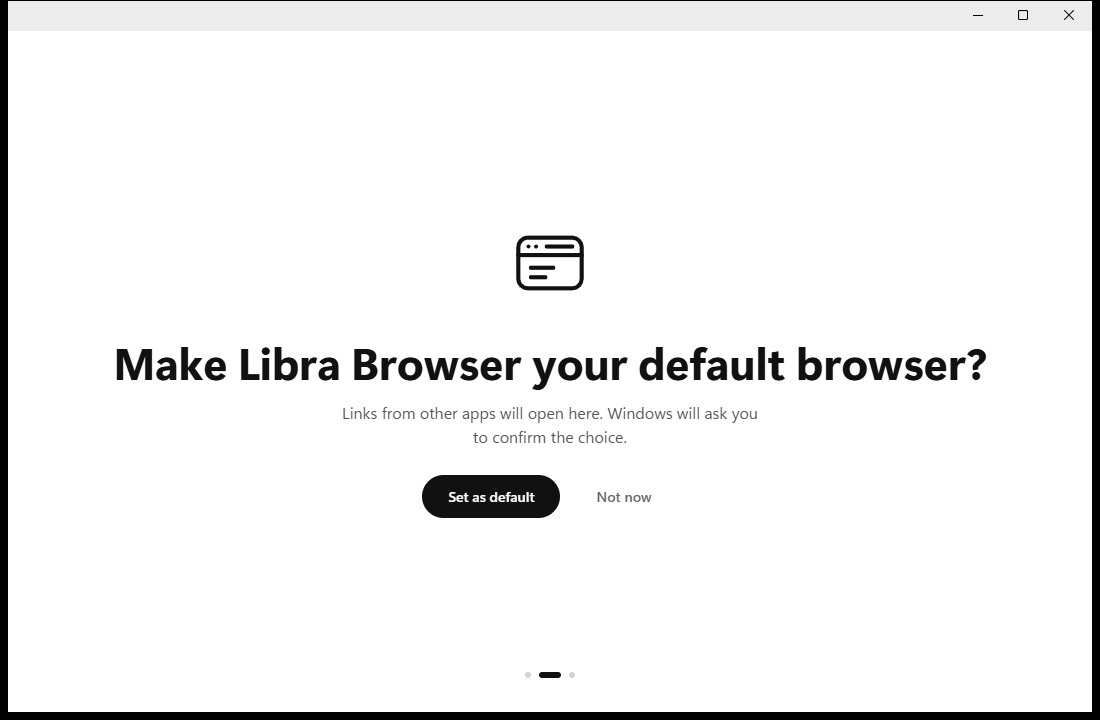 Make Libra Browser your default browser?
Links from other apps will open here. Windows will ask you
to confirm the choice.
Set as default
Not now